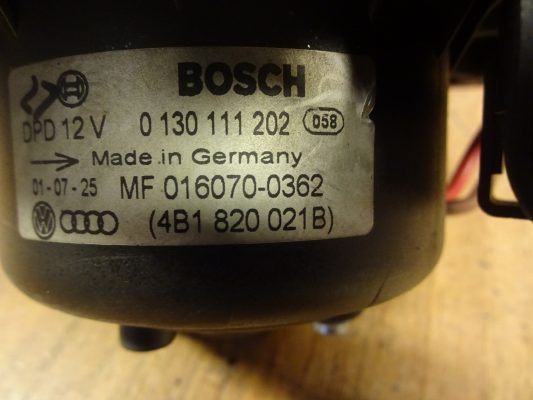 BOSCH
DPD 12 V 0 130 111 202 058
Made in Germany
01-07-25 MF 016070-0362
(4B1 820 021B)